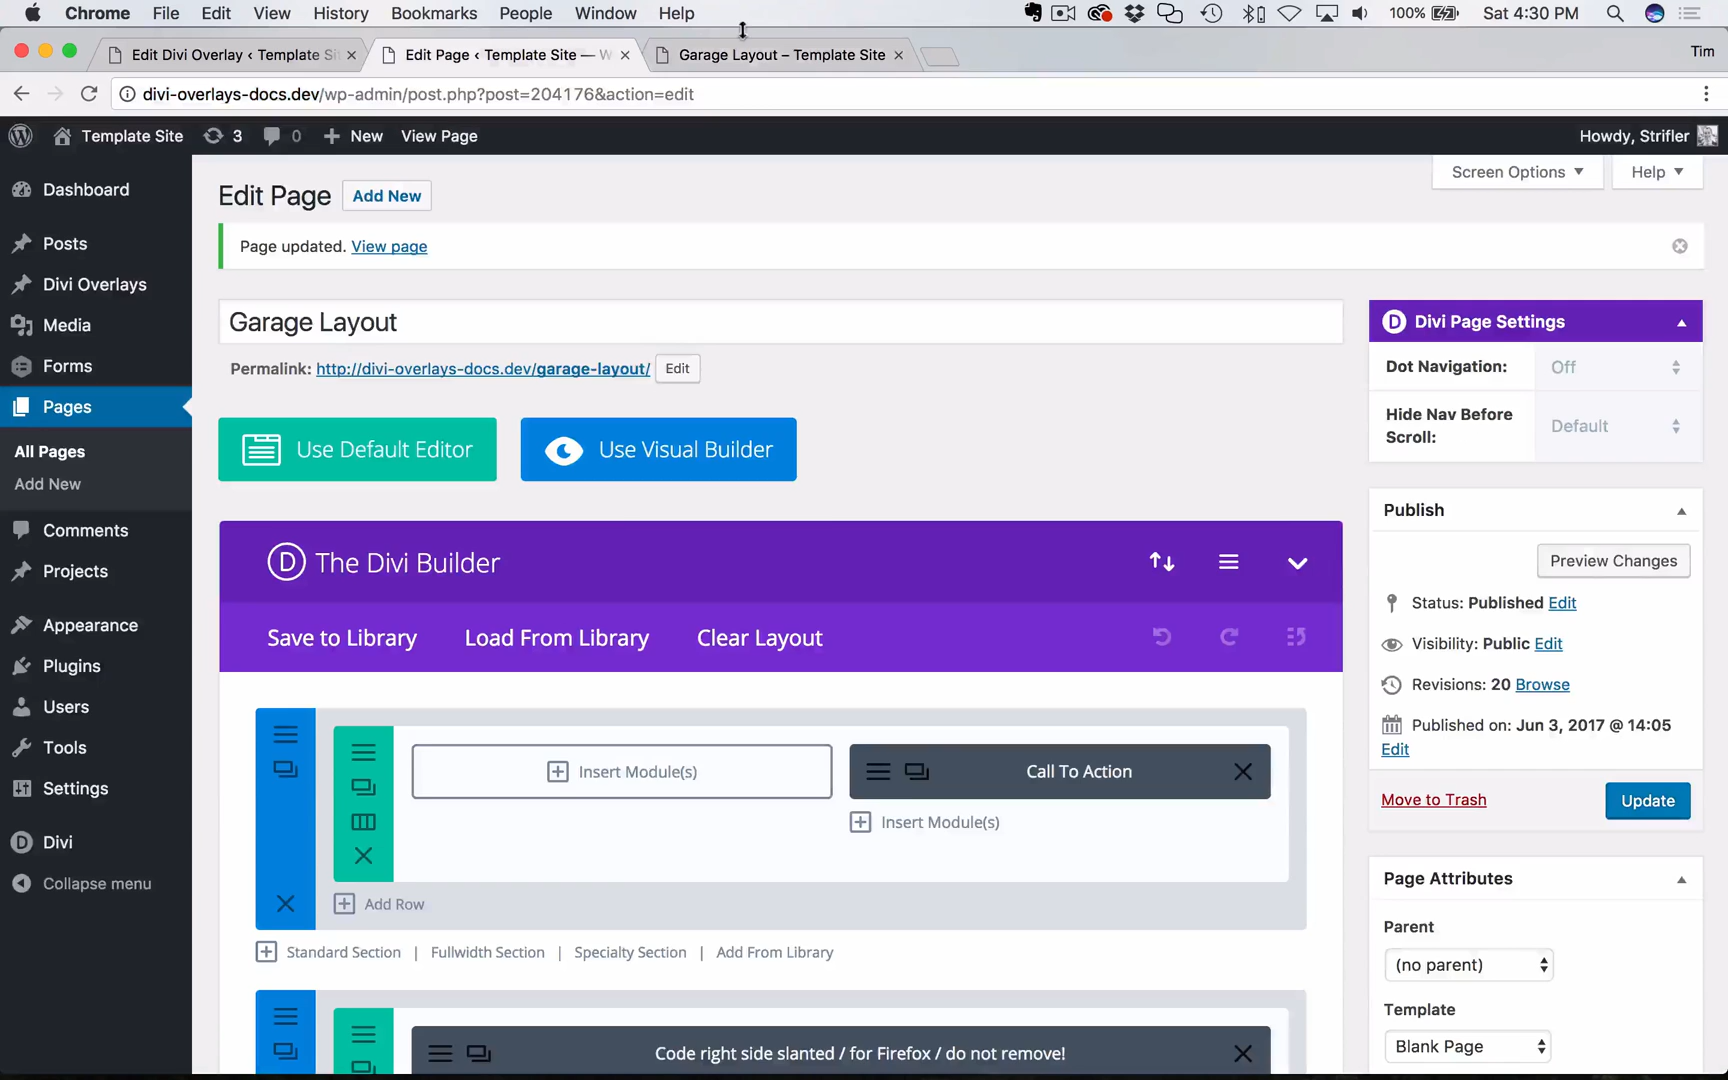 Chrome File Edit View History Bookmarks People Window Help 100% Sat 4:30 PM
Edit Divi Overlay ‹ Template Si
Edit Page ‹ Template Site — W
Garage Layout – Template Site
Tim
divi-overlays-docs.dev/wp-admin/post.php?post=204176&action=edit
Template Site 3 0 New View Page Howdy, Strifler
Dashboard
Posts
Divi Overlays
Media
Forms
Pages
All Pages
Add New
Comments
Projects
Appearance
Plugins
Users
Tools
Settings
Divi
Collapse menu
Screen Options Help
Edit Page Add New
Page updated. View page
Garage Layout
Permalink: http://divi-overlays-docs.dev/garage-layout/ Edit
Use Default Editor Use Visual Builder
D The Divi Builder
Save to Library Load From Library Clear Layout
Insert Module(s) Call To Action
Insert Module(s)
Add Row
Standard Section | Fullwidth Section | Specialty Section | Add From Library
Code right side slanted / for Firefox / do not remove!
D Divi Page Settings
Dot Navigation: Off
Hide Nav Before
Scroll:
Default
Publish
Preview Changes
Status: Published Edit
Visibility: Public Edit
Revisions: 20 Browse
Published on: Jun 3, 2017 @ 14:05
Edit
Move to Trash Update
Page Attributes
Parent
(no parent)
Template
Blank Page